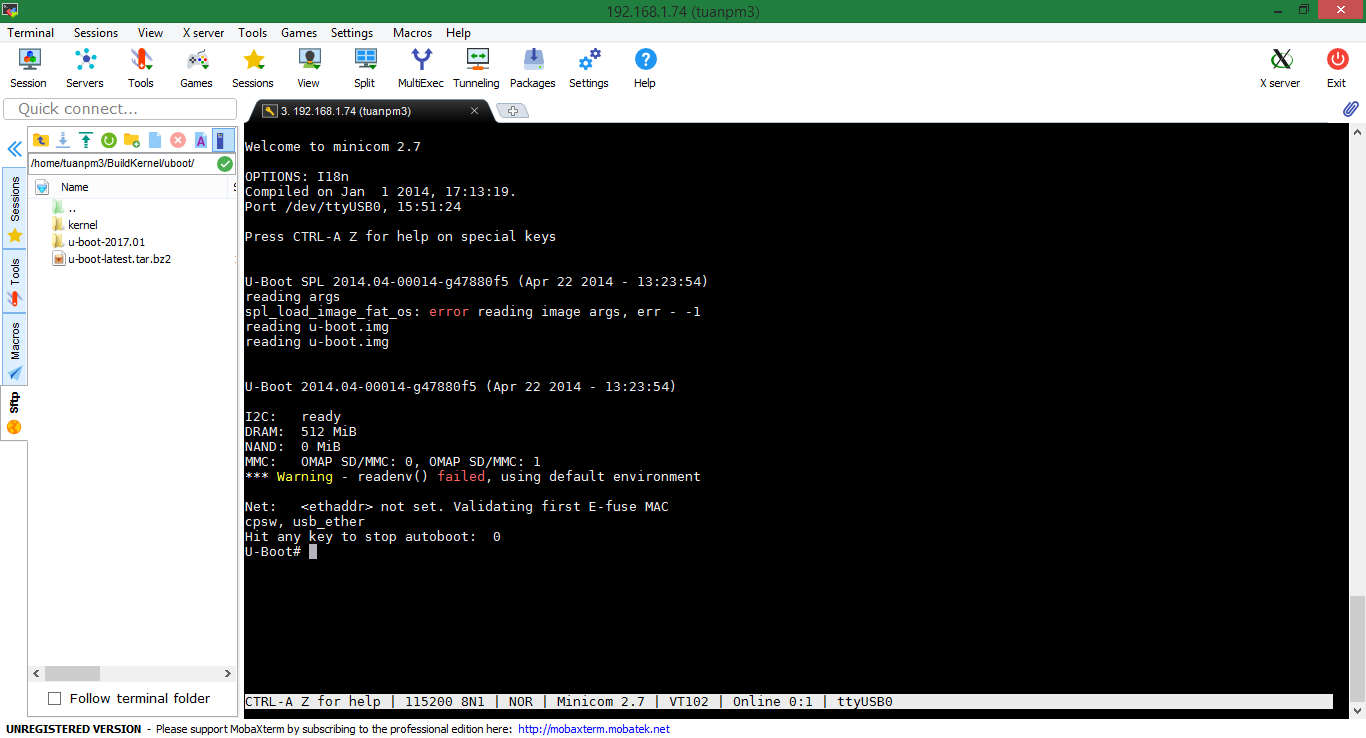 192.168.1.74 (tuanpm3)
Terminal Sessions View X server Tools Games Settings Macros Help
Session Servers Tools Games Sessions View Split MultiExec Tunneling Packages Settings Help X server Exit
Quick connect...
3. 192.168.1.74 (tuanpm3)
/home/tuanpm3/BuildKernel/uboot/
Name
..
kernel
u-boot-2017.01
u-boot-latest.tar.bz2
Sessions
Tools
Macros
Sftp
Follow terminal folder
Welcome to minicom 2.7
OPTIONS: I18n
Compiled on Jan  1 2014, 17:13:19.
Port /dev/ttyUSB0, 15:51:24
Press CTRL-A Z for help on special keys
U-Boot SPL 2014.04-00014-g47880f5 (Apr 22 2014 - 13:23:54)
reading args
spl_load_image_fat_os: error reading image args, err - -1
reading u-boot.img
reading u-boot.img
U-Boot 2014.04-00014-g47880f5 (Apr 22 2014 - 13:23:54)
I2C:   ready
DRAM:  512 MiB
NAND:  0 MiB
MMC:   OMAP SD/MMC: 0, OMAP SD/MMC: 1
*** Warning - readenv() failed, using default environment
Net:   <ethaddr> not set. Validating first E-fuse MAC
cpsw, usb_ether
Hit any key to stop autoboot:  0
U-Boot#
CTRL-A Z for help | 115200 8N1 | NOR | Minicom 2.7 | VT102 | Online 0:1 | ttyUSB0
UNREGISTERED VERSION - Please support MobaXterm by subscribing to the professional edition here: http://mobaxterm.mobatek.net